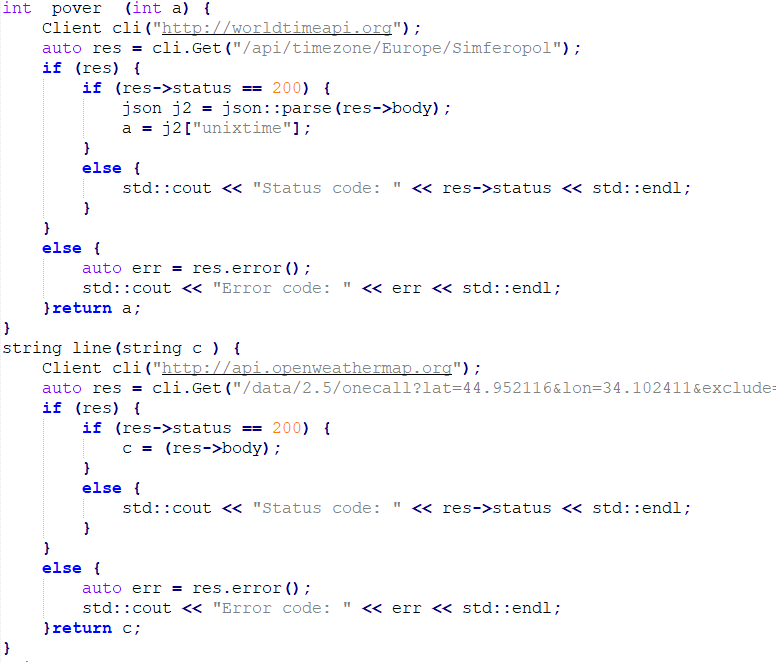 int  pover  (int a) {
    Client cli("http://worldtimeapi.org");
    auto res = cli.Get("/api/timezone/Europe/Simferopol");
    if (res) {
        if (res->status == 200) {
            json j2 = json::parse(res->body);
            a = j2["unixtime"];
        }
        else {
            std::cout << "Status code: " << res->status << std::endl;
        }
    }
    else {
        auto err = res.error();
        std::cout << "Error code: " << err << std::endl;
    }return a;
}
string line(string c ) {
    Client cli("http://api.openweathermap.org");
    auto res = cli.Get("/data/2.5/onecall?lat=44.952116&lon=34.102411&exclude=
    if (res) {
        if (res->status == 200) {
            c = (res->body);
        }
        else {
            std::cout << "Status code: " << res->status << std::endl;
        }
    }
    else {
        auto err = res.error();
        std::cout << "Error code: " << err << std::endl;
    }return c;
}